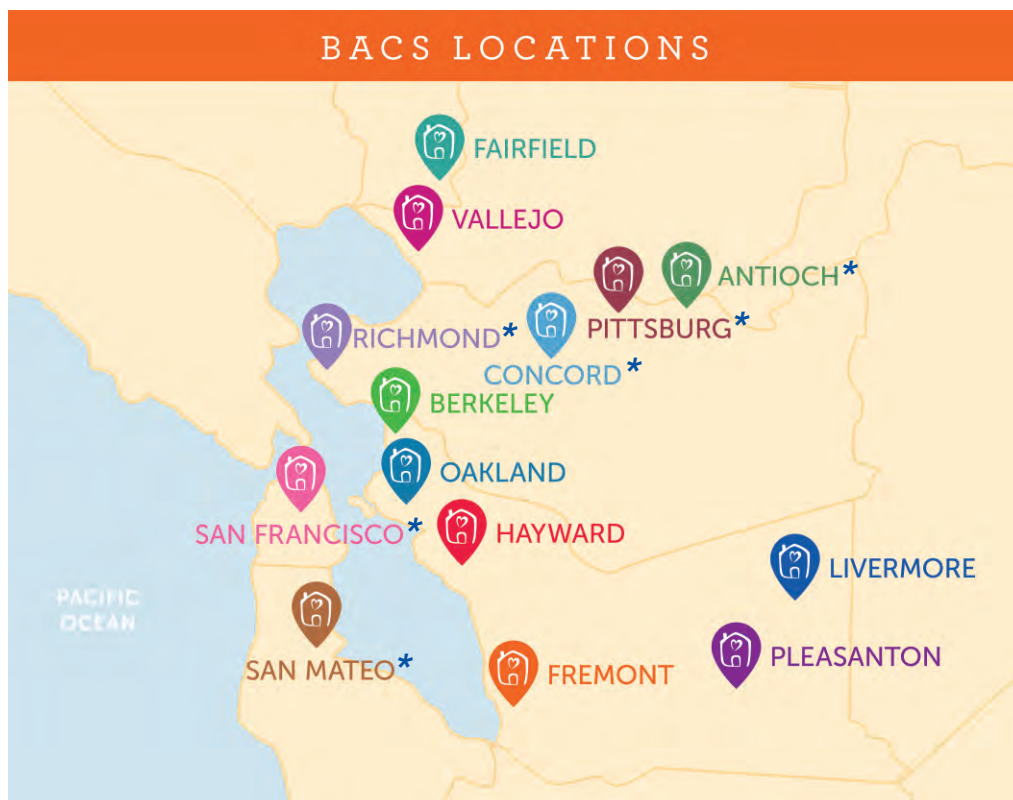 BACS LOCATIONS
FAIRFIELD
VALLEJO
ANTIOCH*
PITTSBURG*
RICHMOND*
CONCORD*
BERKELEY
OAKLAND
SAN FRANCISCO*
HAYWARD
LIVERMORE
PACIFIC
OCEAN
SAN MATEO*
PLEASANTON
FREMONT